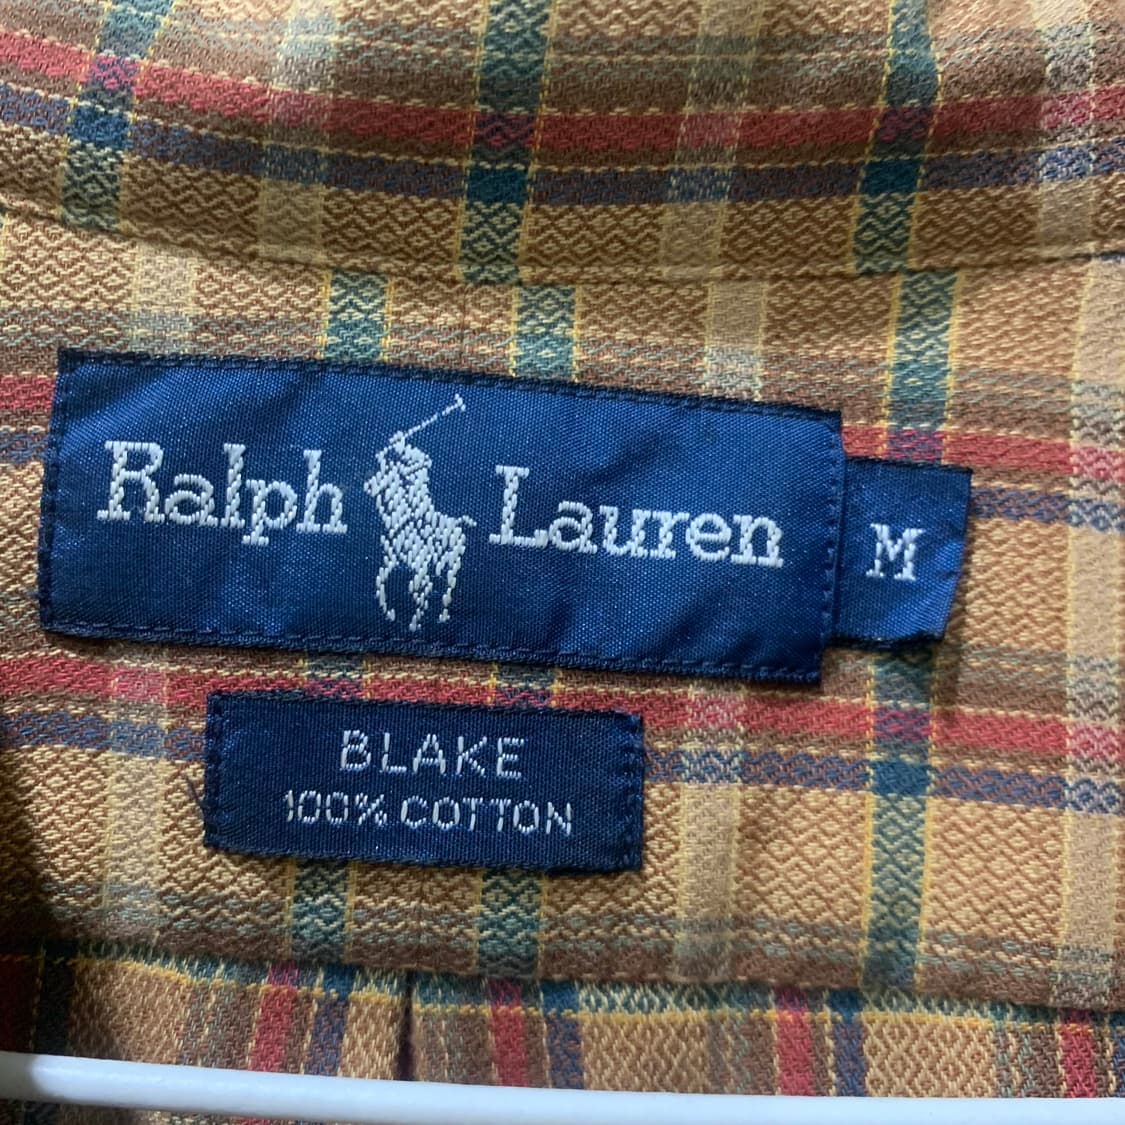 Ralph Lauren
M
BLAKE
100% COTTON